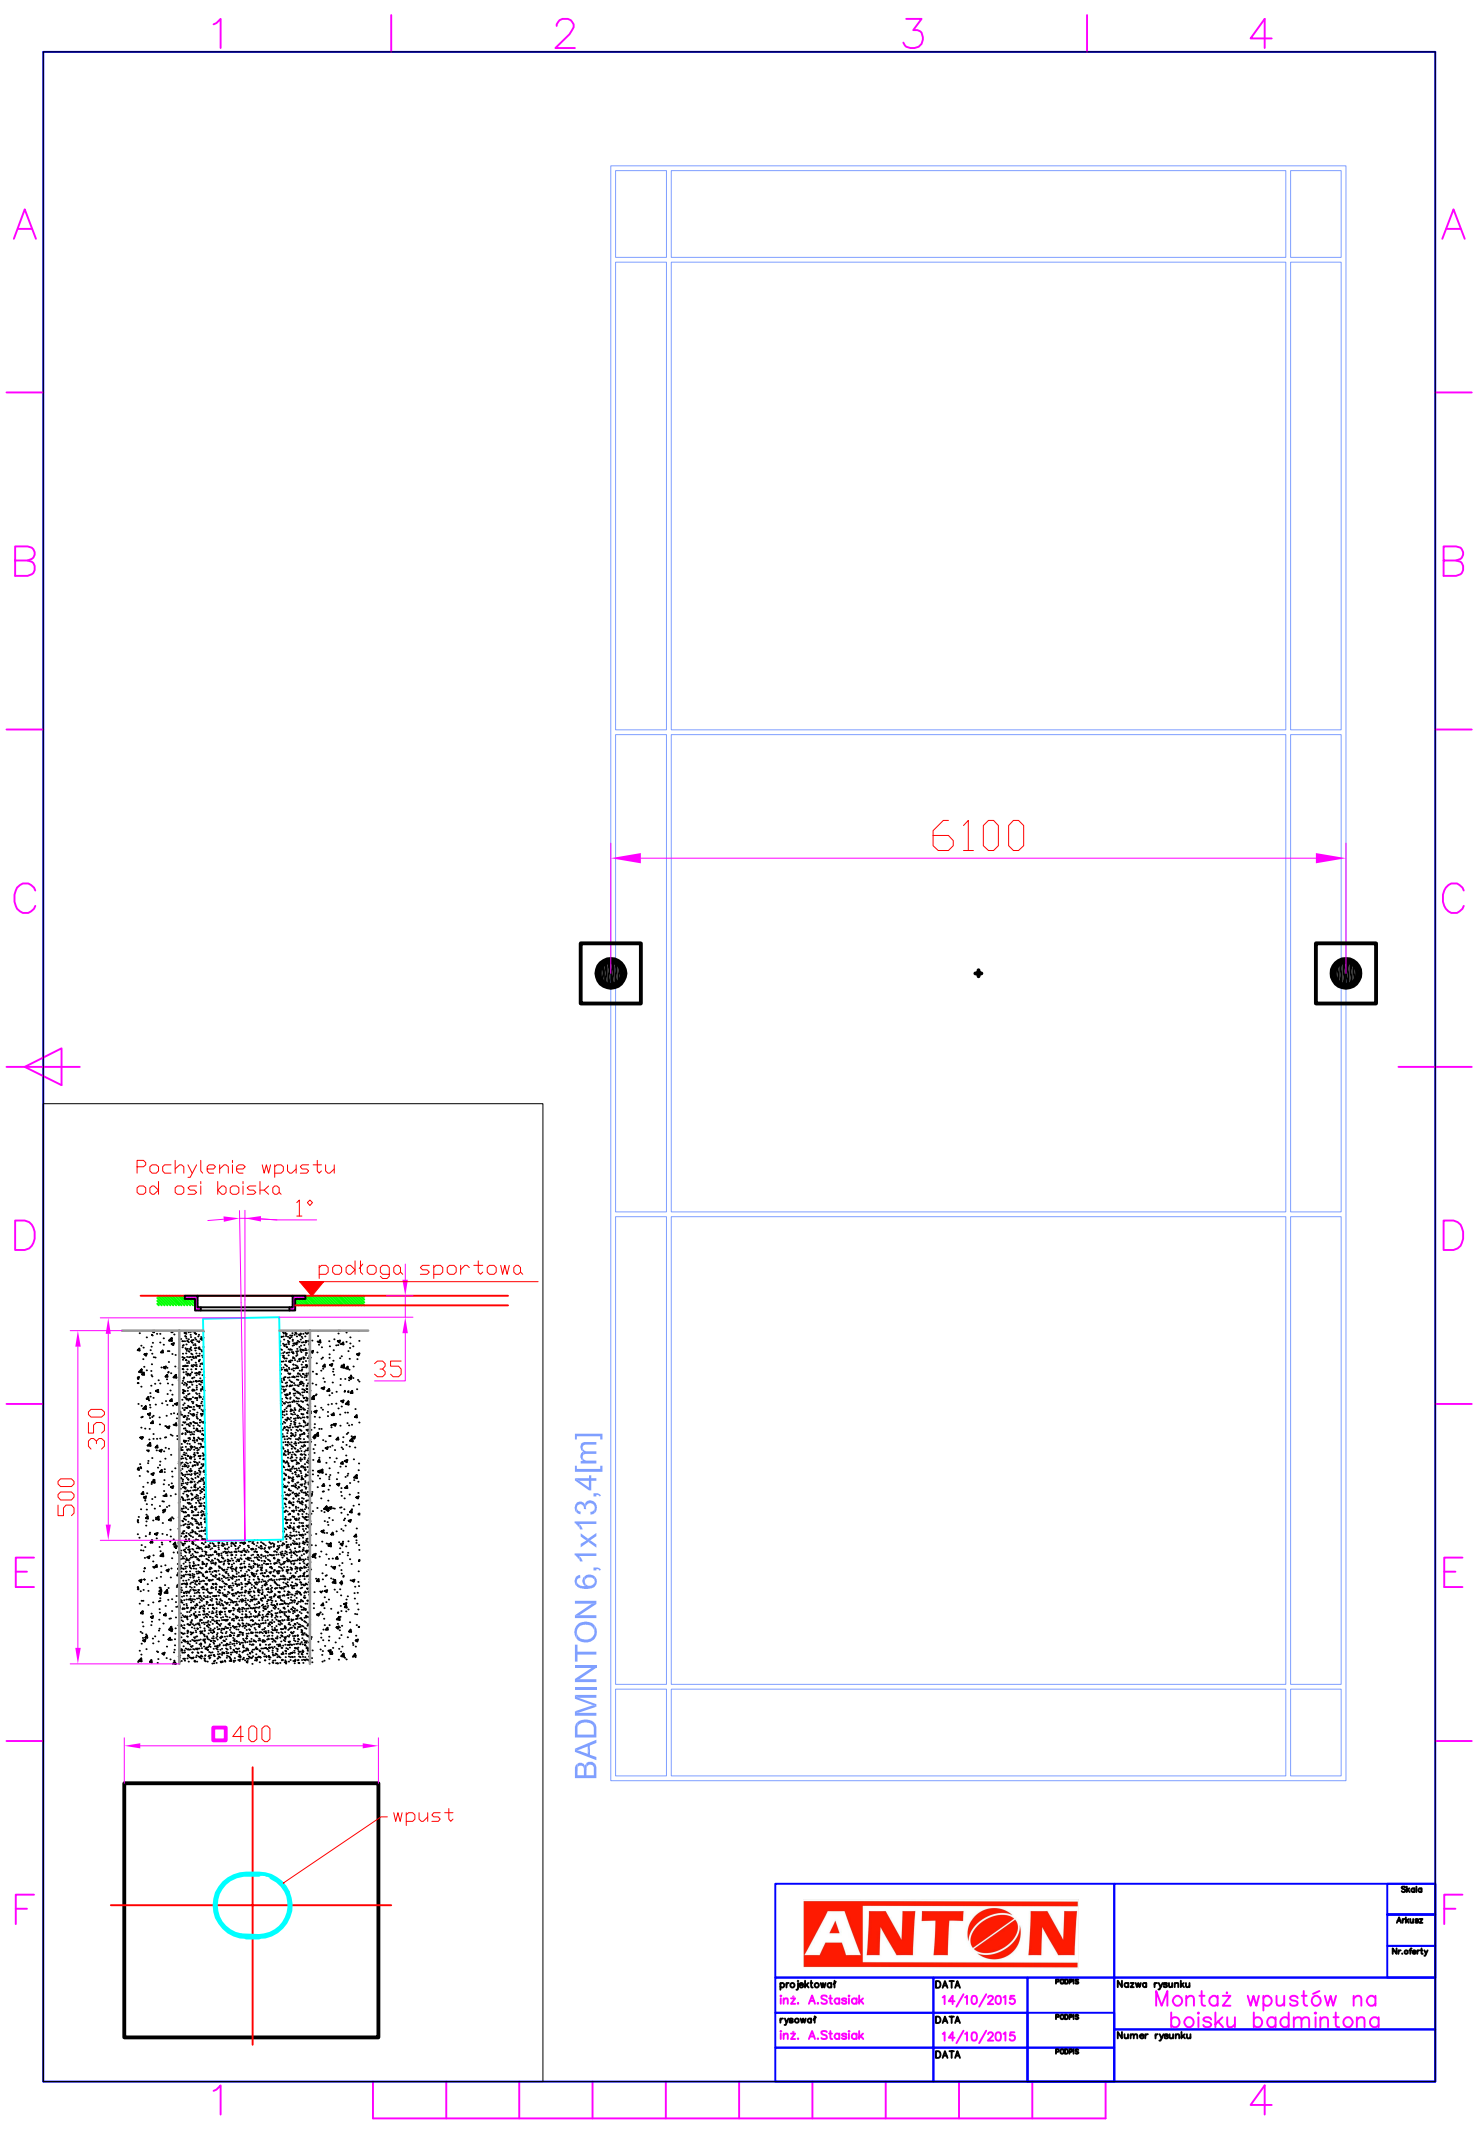 1
2
3
4
A
A
B
B
6100
C
C
Pochylenie wpustu
od osi boiska
1°
D
D
podłoga sportowa
35
350
500
BADMINTON 6,1x13,4[m]
E
E
400
wpust
F
F
ANTON
Skala
Arkusz
Nr.oferty
projektował
inż. A.Stasiak
DATA
14/10/2015
PODPIS
Nazwa rysunku
Montaż wpustów na
boisku badmintona
rysował
inż. A.Stasiak
DATA
14/10/2015
PODPIS
Numer rysunku
DATA
PODPIS
1
4